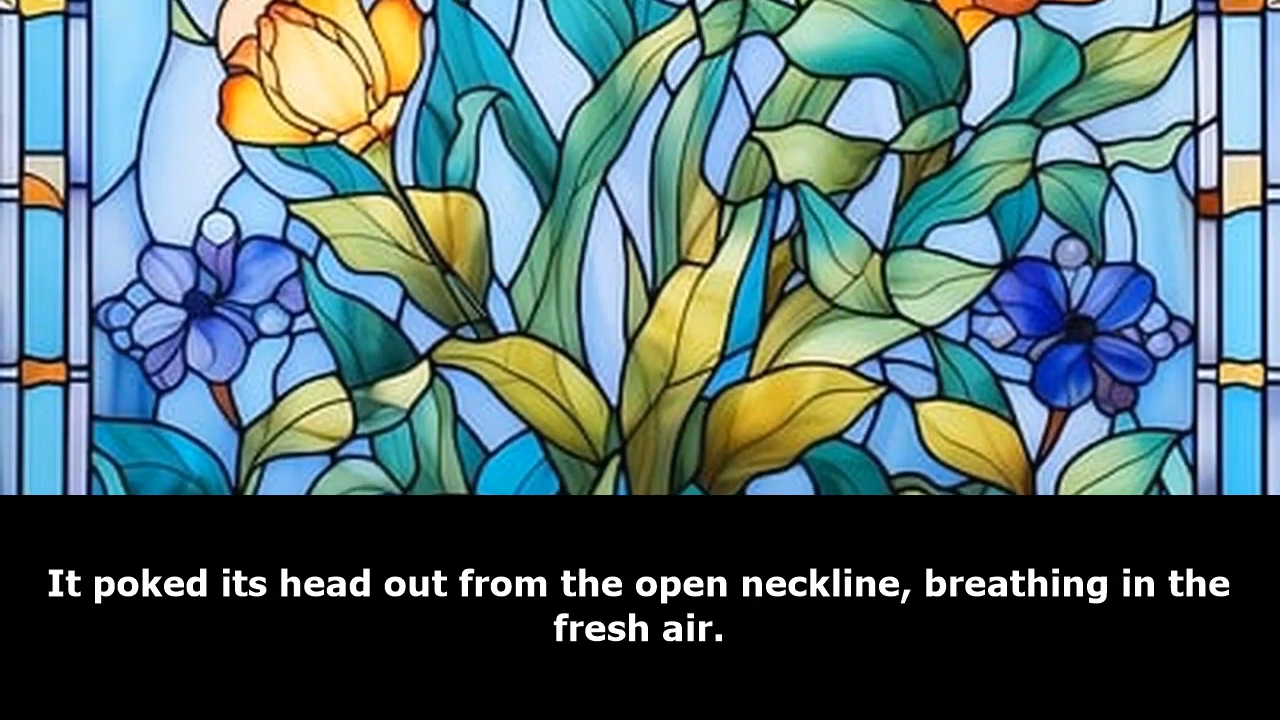 It poked its head out from the open neckline, breathing in the
fresh air.